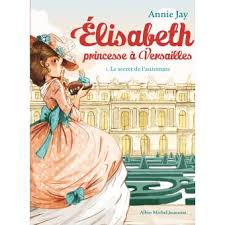 Annie Jay
Élisabeth
princesse à Versailles
1. Le secret de l'automate
Albin Michel Jeunesse